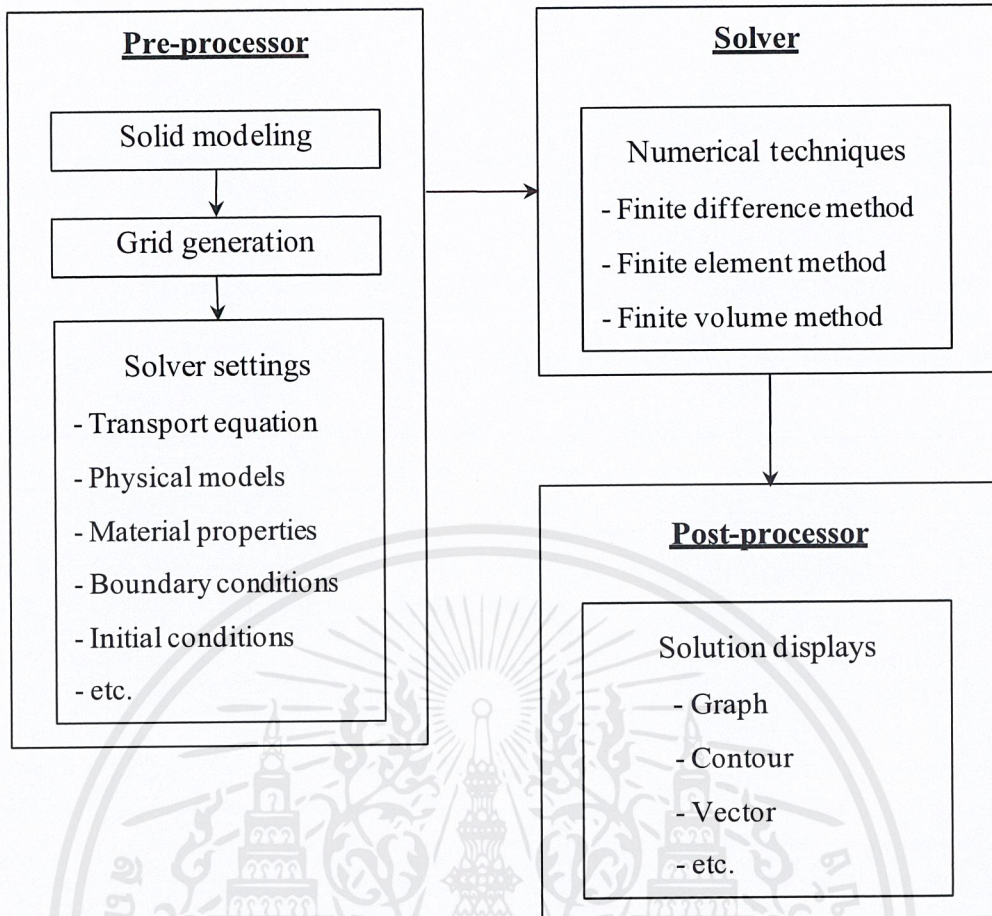 Pre-processor
Solid modeling
Grid generation
Solver settings
- Transport equation
- Physical models
- Material properties
- Boundary conditions
- Initial conditions
- etc.
Solver
Numerical techniques
- Finite difference method
- Finite element method
- Finite volume method
Post-processor
Solution displays
- Graph
- Contour
- Vector
- etc.